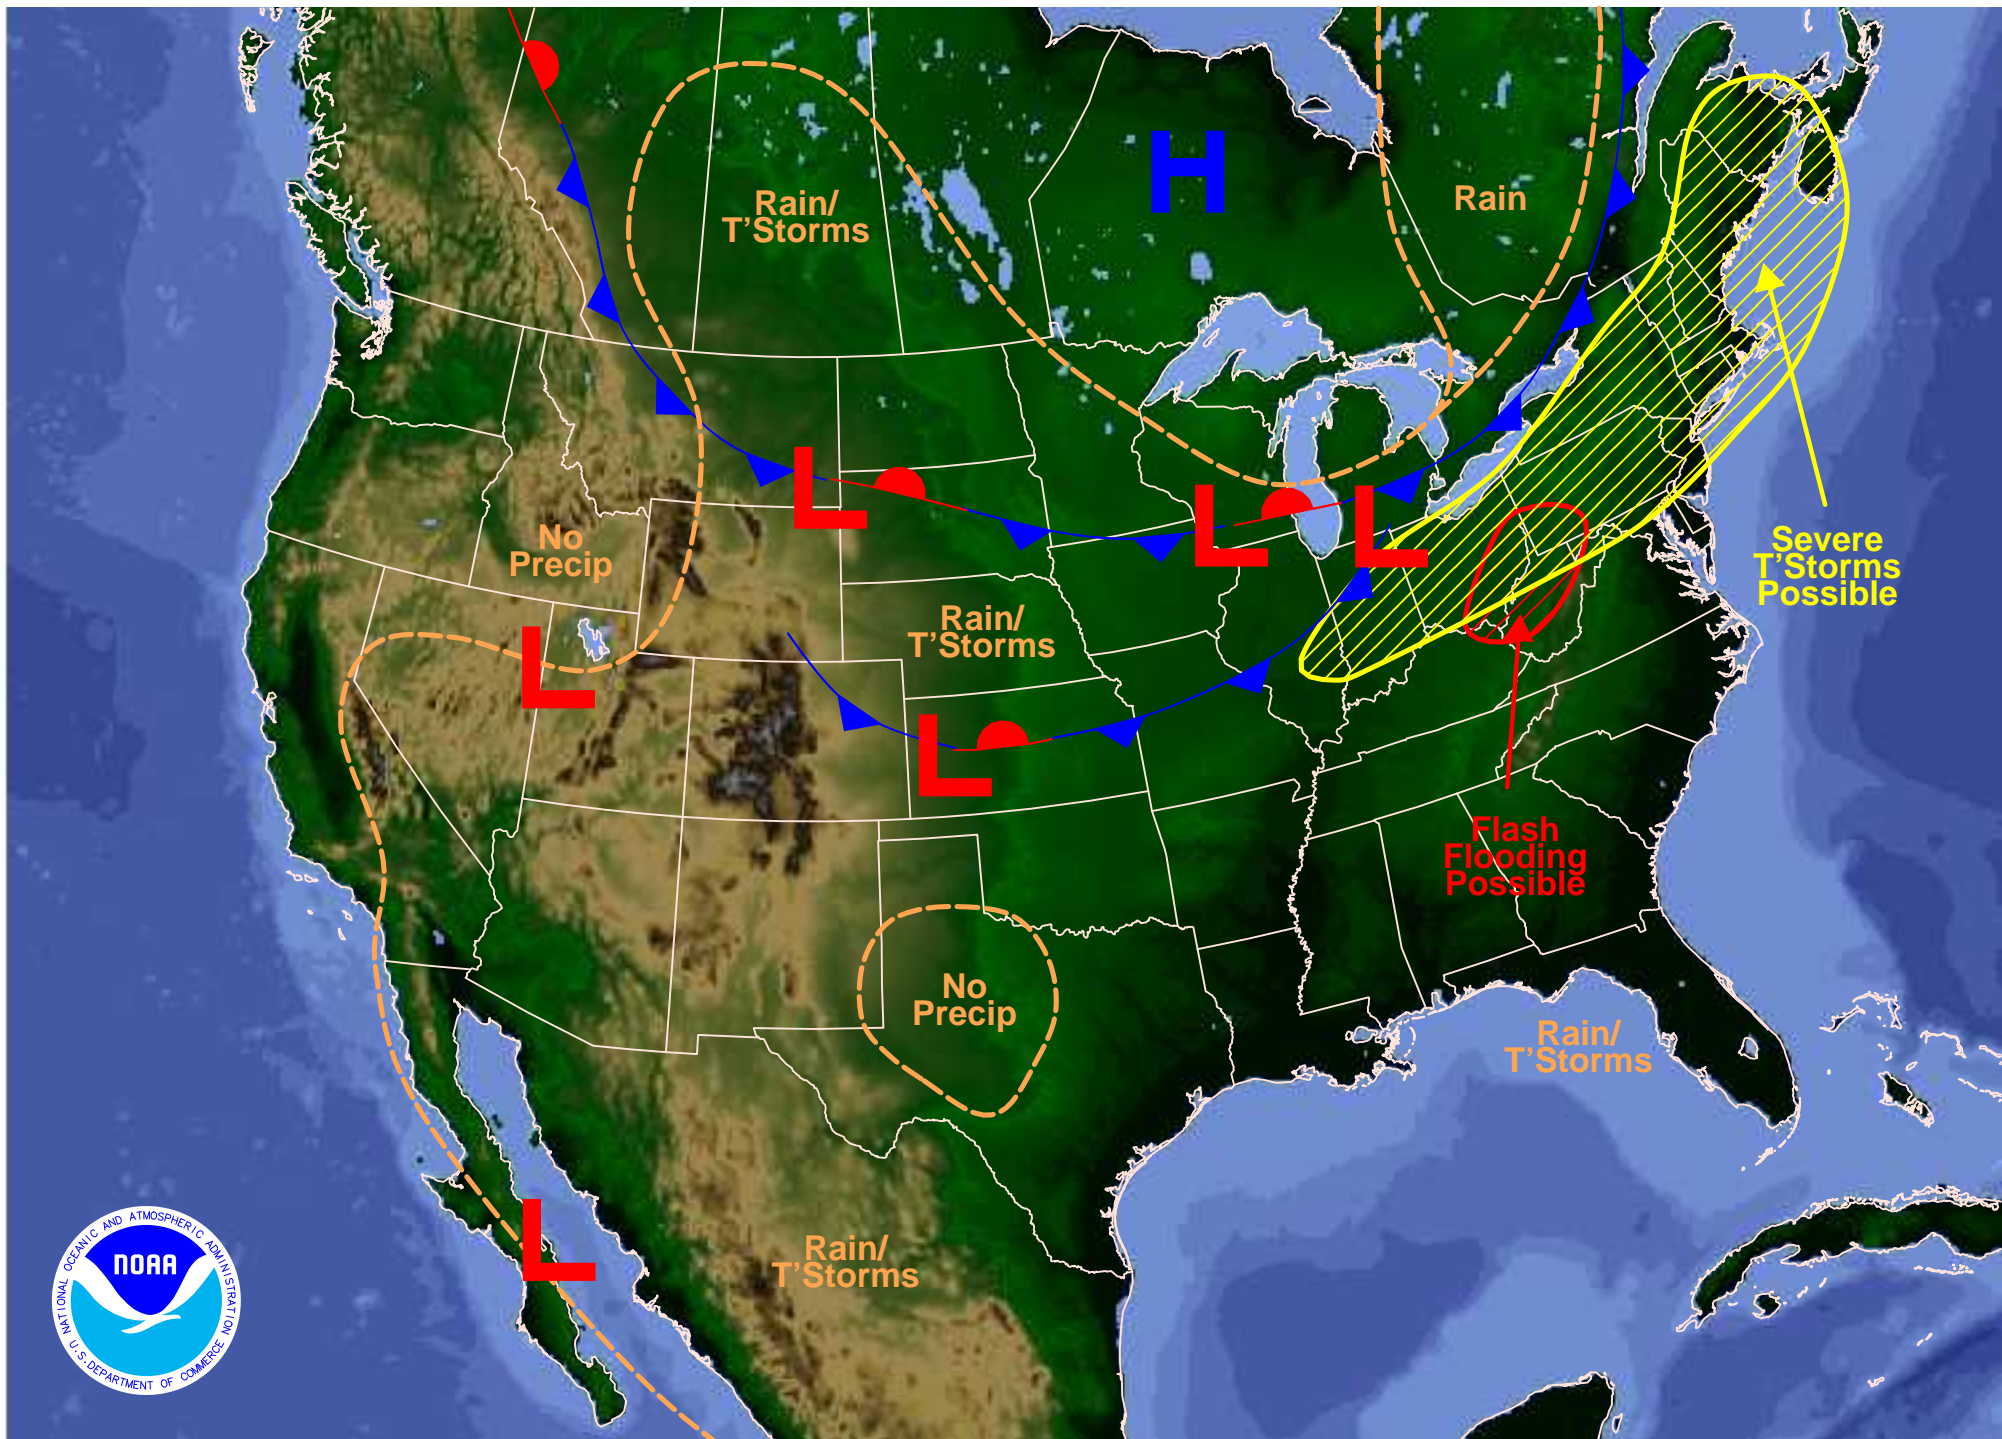 H
Rain/
T'Storms
Rain
No
Precip
L
L
L
Severe
T'Storms
Possible
Rain/
T'Storms
L
L
Flash
Flooding
Possible
No
Precip
Rain/
T'Storms
L
Rain/
T'Storms
NATIONAL OCEANIC AND ATMOSPHERIC ADMINISTRATION
NOAA
U.S. DEPARTMENT OF COMMERCE